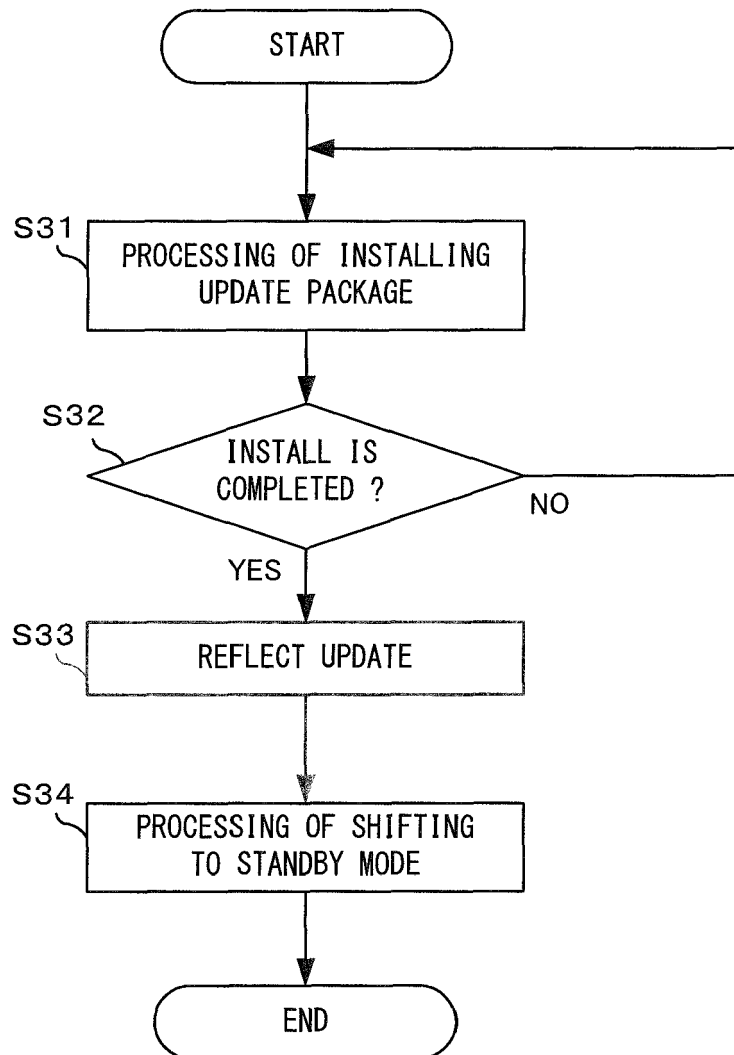 START
S31
PROCESSING OF INSTALLING
UPDATE PACKAGE
S32
INSTALL IS
COMPLETED ?
NO
YES
S33
REFLECT UPDATE
S34
PROCESSING OF SHIFTING
TO STANDBY MODE
END